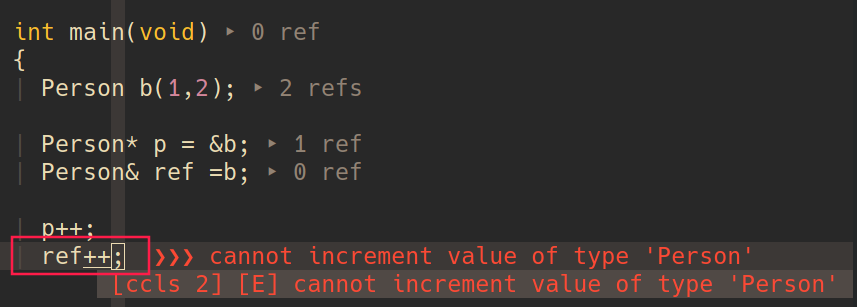 int main(void) ‣ 0 ref
{
Person b(1,2); ‣ 2 refs
Person* p = &b; ‣ 1 ref
Person& ref =b; ‣ 0 ref
p++;
ref++; ❯❯❯ cannot increment value of type 'Person'
[ccls 2] [E] cannot increment value of type 'Person'